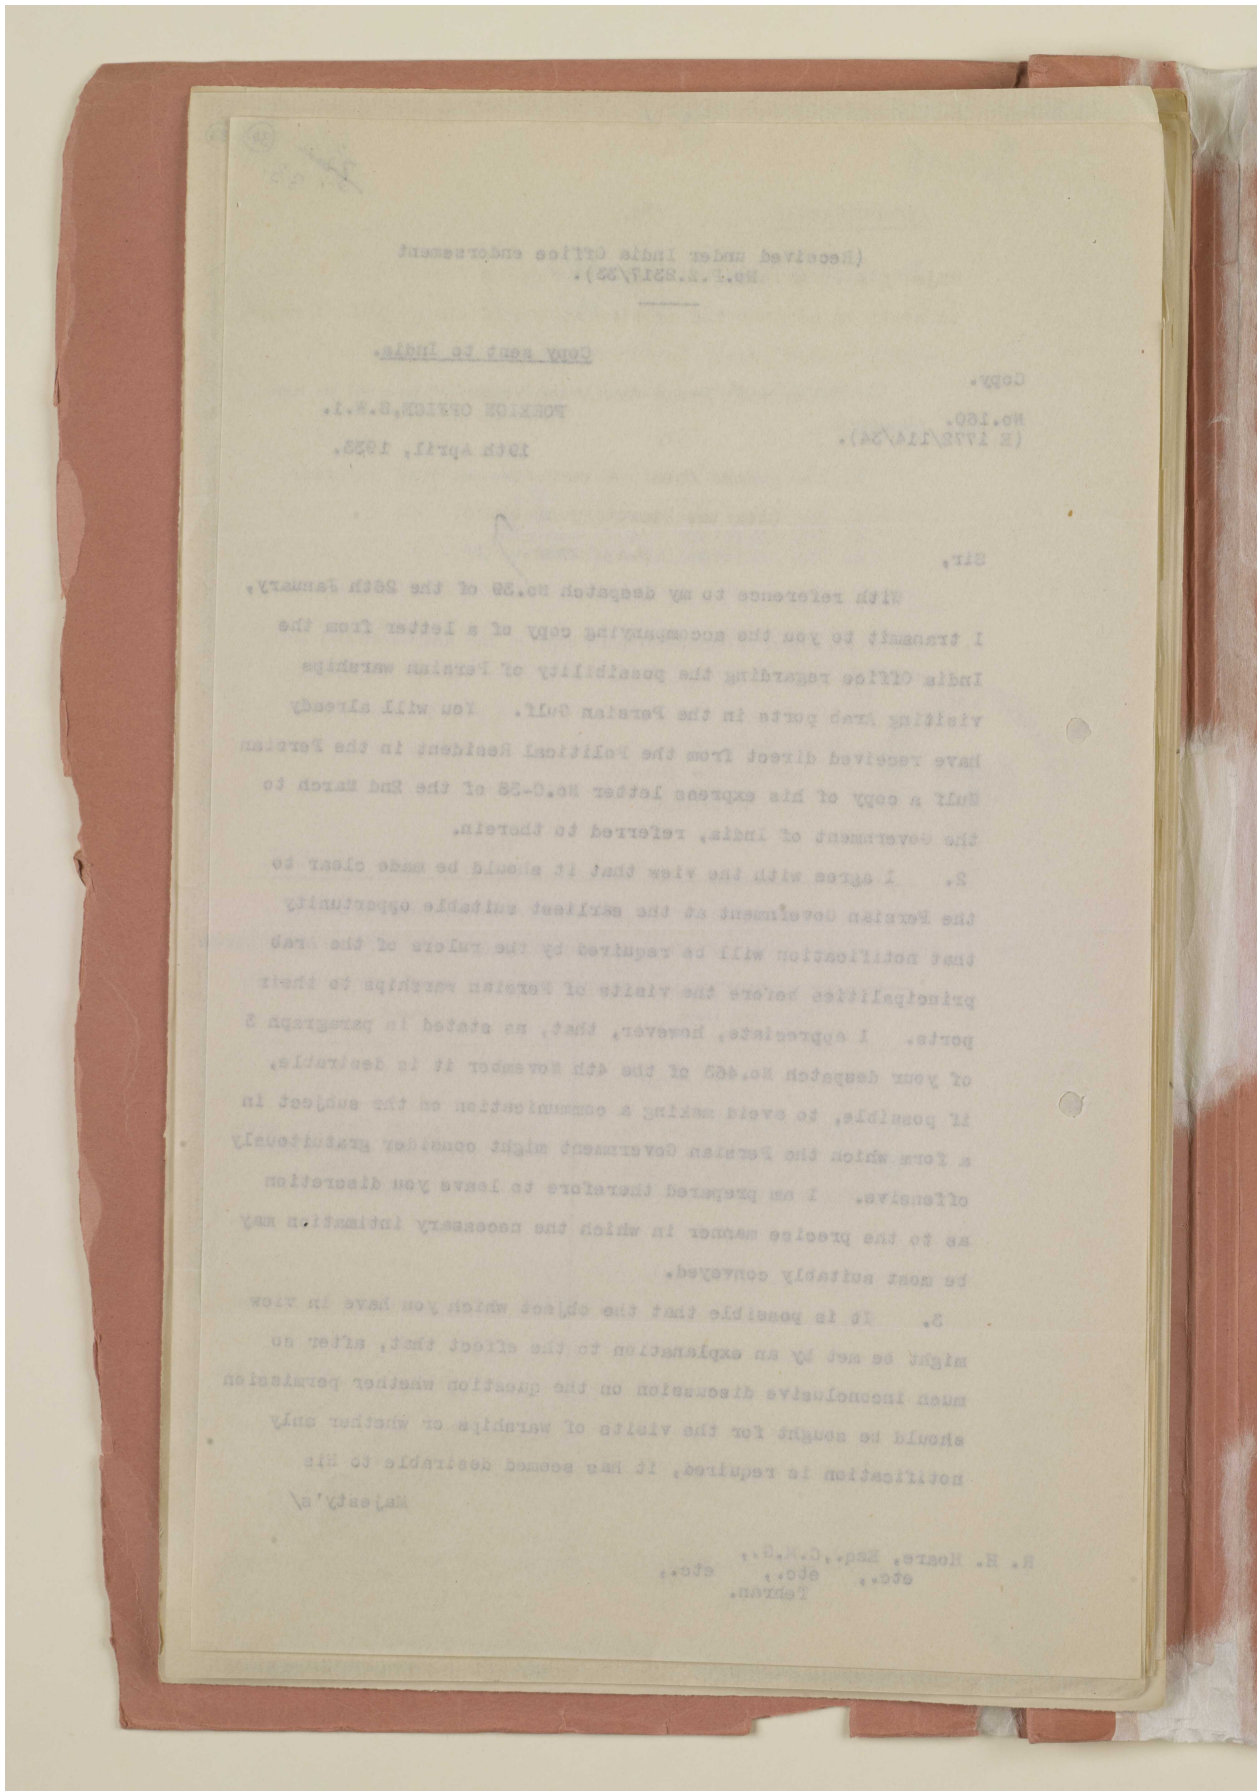 (Received under India Office endorsement
No.P.Z.2317/33).
Copy sent to India.
Copy.
No.160.
(E 1772/114/34).
FOREIGN OFFICE, S.W.1.
19th April, 1933.
Sir,
With reference to my despatch No.39 of the 26th January,
I transmit to you the accompanying copy of a letter from the
India Office regarding the possibility of Persian warships
visiting Arab ports in the Persian Gulf. You will already
have received direct from the Political Resident in the Persian
Gulf a copy of his express letter No.C-58 of the 2nd March to
the Government of India, referred to therein.
2. I agree with the view that it should be made clear to
the Persian Government at the earliest suitable opportunity
that notification will be required by the rulers of the Arab
principalities before the visits of Persian warships to their
ports. I appreciate, however, that, as stated in paragraph 3
of your despatch No.463 of the 4th November it is desirable,
if possible, to avoid making a communication on the subject in
a form which the Persian Government might consider gratuitously
offensive. I am prepared therefore to leave you discretion
as to the precise manner in which the necessary intimation may
be most suitably conveyed.
3. It is possible that the object which you have in view
might be met by an explanation to the effect that, after so
much inconclusive discussion on the question whether permission
should be sought for the visits of warships or whether only
notification is required, it has seemed desirable to His
Majesty's/
R. H. Hoare, Esq., C.M.G.,
etc., etc., etc.,
Tehran.